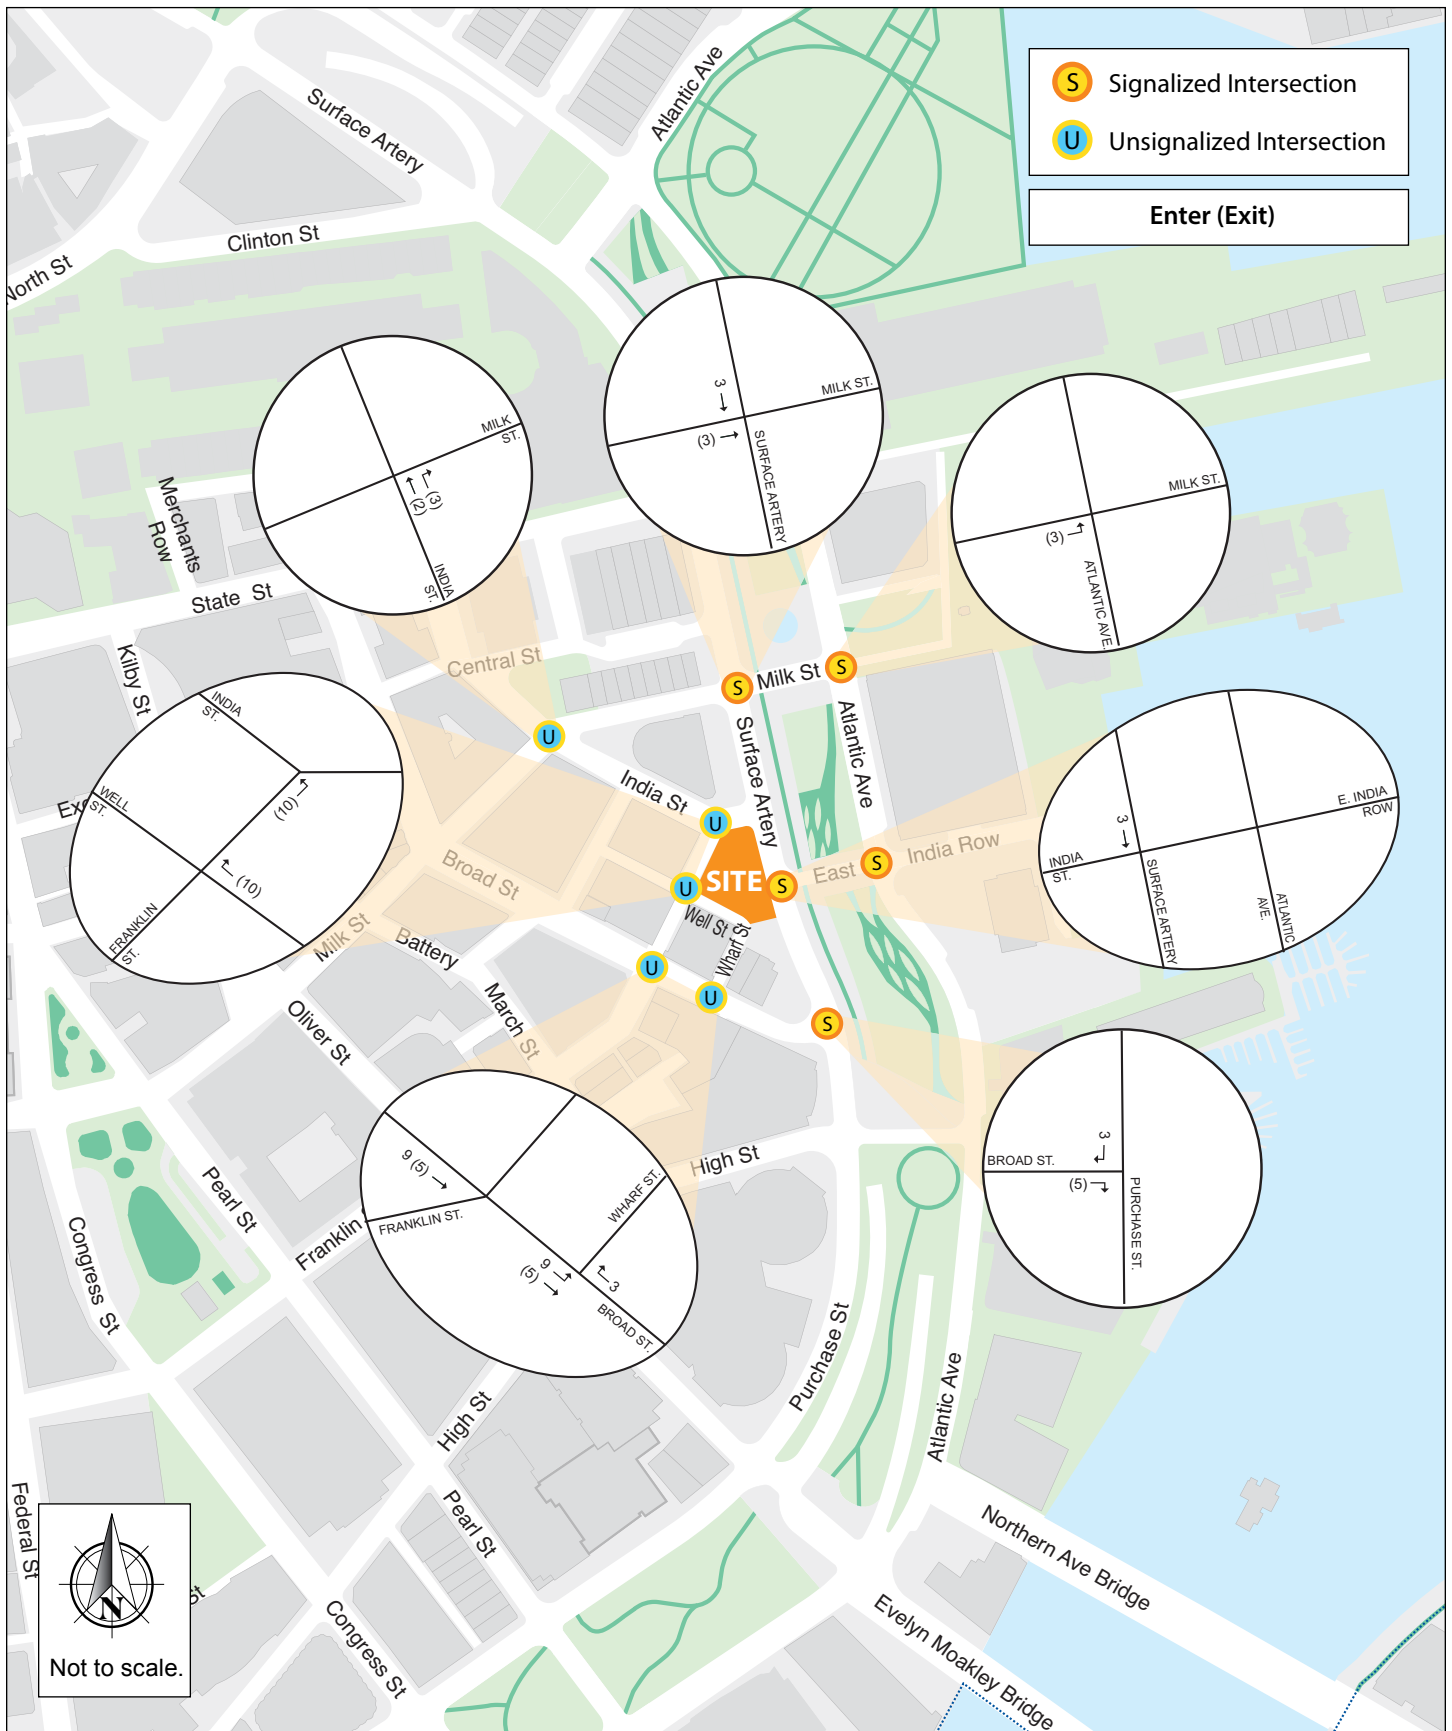 S Signalized Intersection
U Unsignalized Intersection
Enter (Exit)
Surface Artery
Atlantic Ave
Clinton St
North St
3
(3)
MILK ST.
SURFACE ARTERY
MILK
ST.
(2)
(3)
INDIA
ST.
MILK ST.
(3)
ATLANTIC AVE.
Merchants
Row
State St
Kilby St
Central St
S
Milk St
S
U
India St
Surface Artery
Atlantic Ave
U
INDIA
ST.
WELL
ST.
(10)
(10)
FRANKLIN
ST.
3
E. INDIA
ROW
INDIA
ST.
SURFACE ARTERY
ATLANTIC
AVE.
Broad St
U
SITE
S
East
S
India Row
Well St
Wharf St
Milk St
Battery
March St
U
U
S
Oliver St
9 (5)
FRANKLIN ST.
WHARF ST.
9
(5)
3
BROAD ST.
3
BROAD ST.
(5)
PURCHASE ST.
High St
Pearl St
Franklin
Congress St
Purchase St
Atlantic Ave
High St
Pearl St
Federal St
St
Congress St
Northern Ave Bridge
Evelyn Moakley Bridge
N
Not to scale.